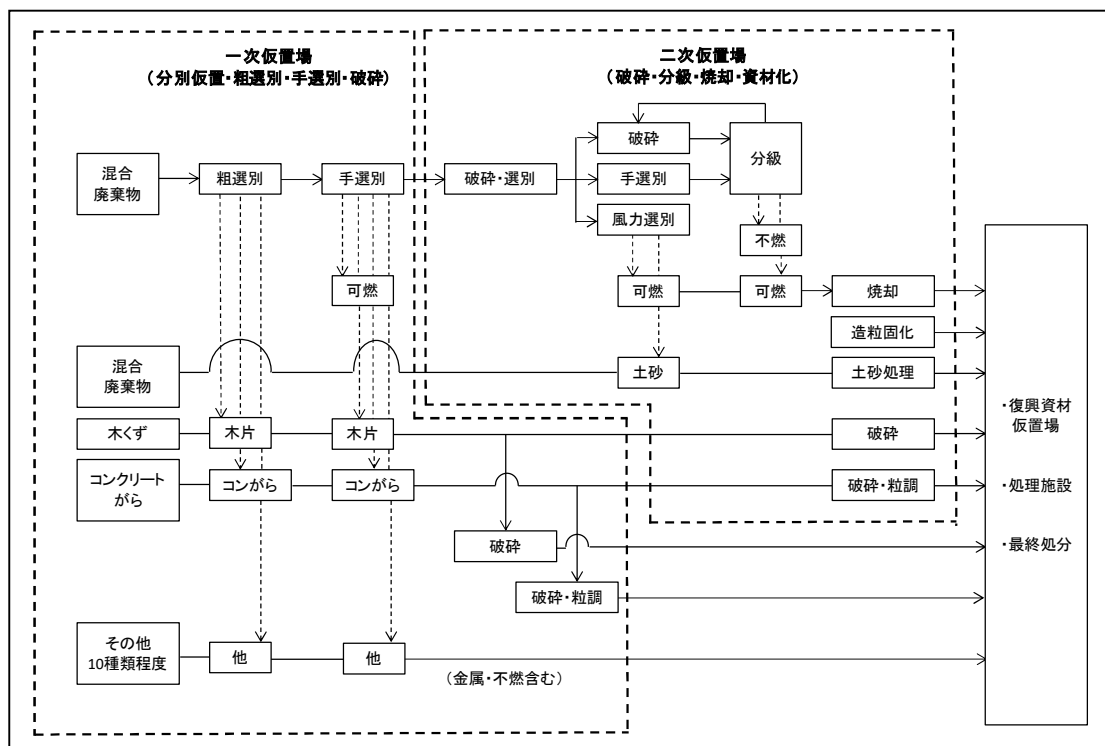 一次仮置場
(分別仮置・粗選別・手選別・破砕)
二次仮置場
(破砕・分級・焼却・資材化)
混合
廃棄物
粗選別
手選別
破砕・選別
破砕
手選別
風力選別
分級
不燃
可燃
可燃
可燃
焼却
造粒固化
混合
廃棄物
土砂
土砂処理
木くず
木片
木片
破砕
コンクリート
がら
コンがら
コンがら
破砕・粒調
破砕
破砕・粒調
その他
10種類程度
他
他
(金属・不燃含む)
・復興資材
仮置場
・処理施設
・最終処分